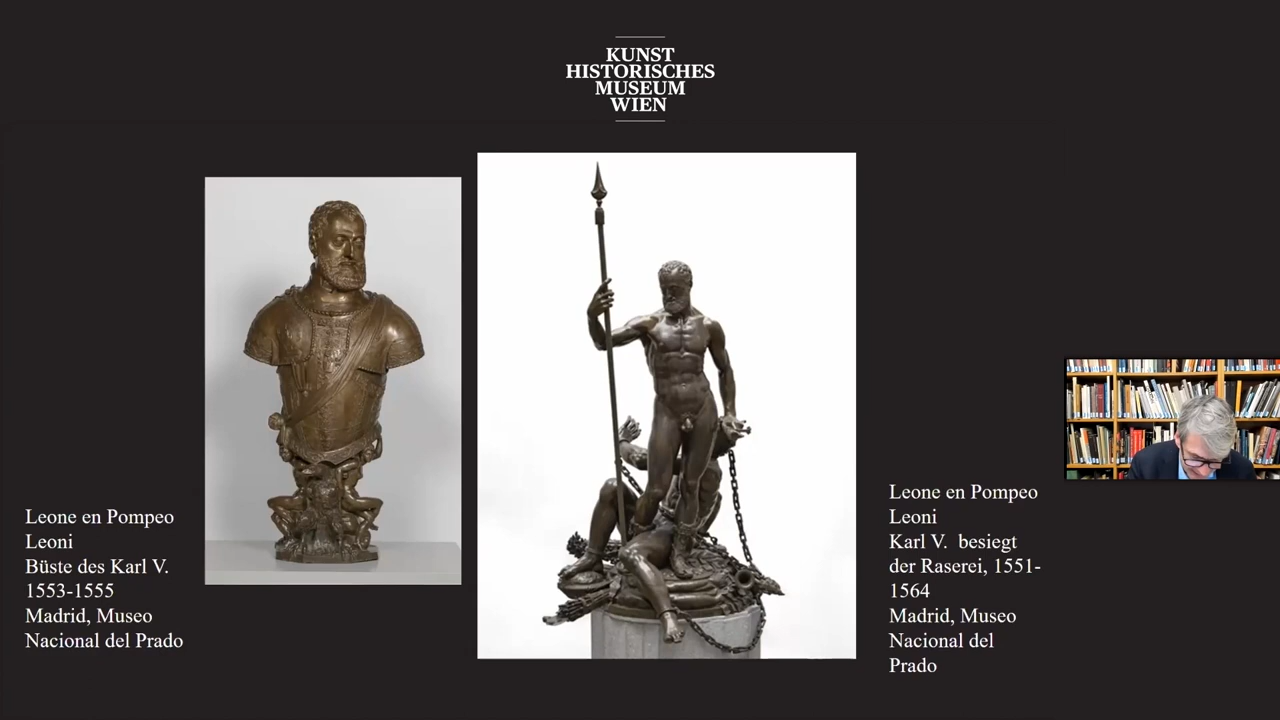 KUNST
HISTORISCHES
MUSEUM
WIEN
Leone en Pompeo
Leoni
Büste des Karl V.
1553-1555
Madrid, Museo
Nacional del Prado
Leone en Pompeo
Leoni
Karl V.  besiegt
der Raserei, 1551-
1564
Madrid, Museo
Nacional del
Prado